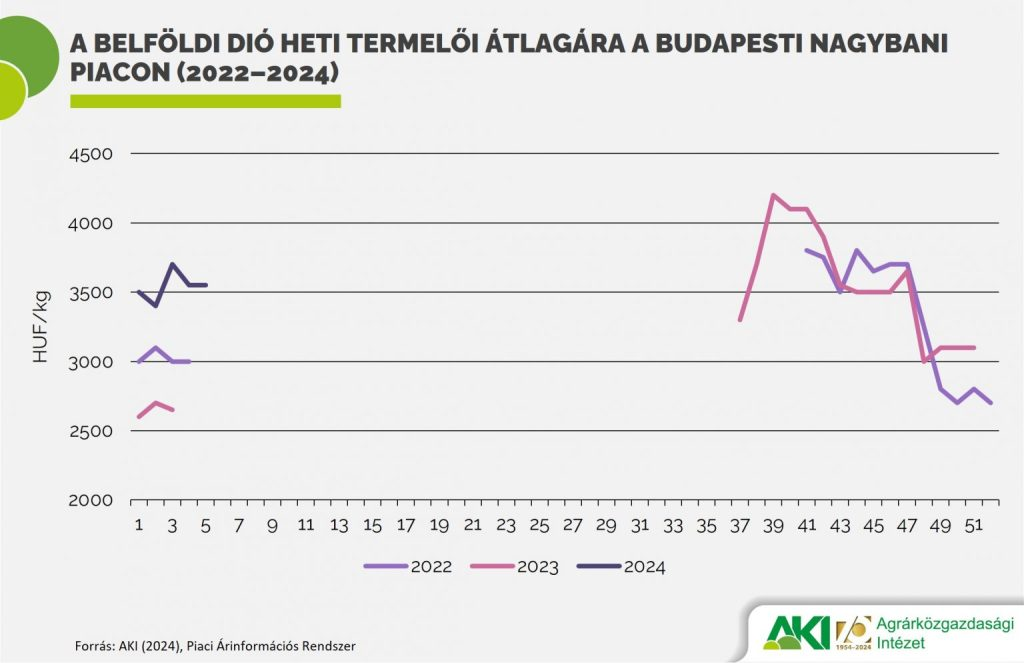 A BELFÖLDI DIÓ HETI TERMELŐI ÁTLAGÁRA A BUDAPESTI NAGYBANI
PIACON (2022–2024)
4500
4000
3500
3000
2500
2000
HUF/kg
1 3 5 7 9 11 13 15 17 19 21 23 25 27 29 31 33 35 37 39 41 43 45 47 49 51
2022 2023 2024
Forrás: AKI (2024), Piaci Árinformációs Rendszer
AKI
70
1954-2024
Agrárközgazdasági
Intézet